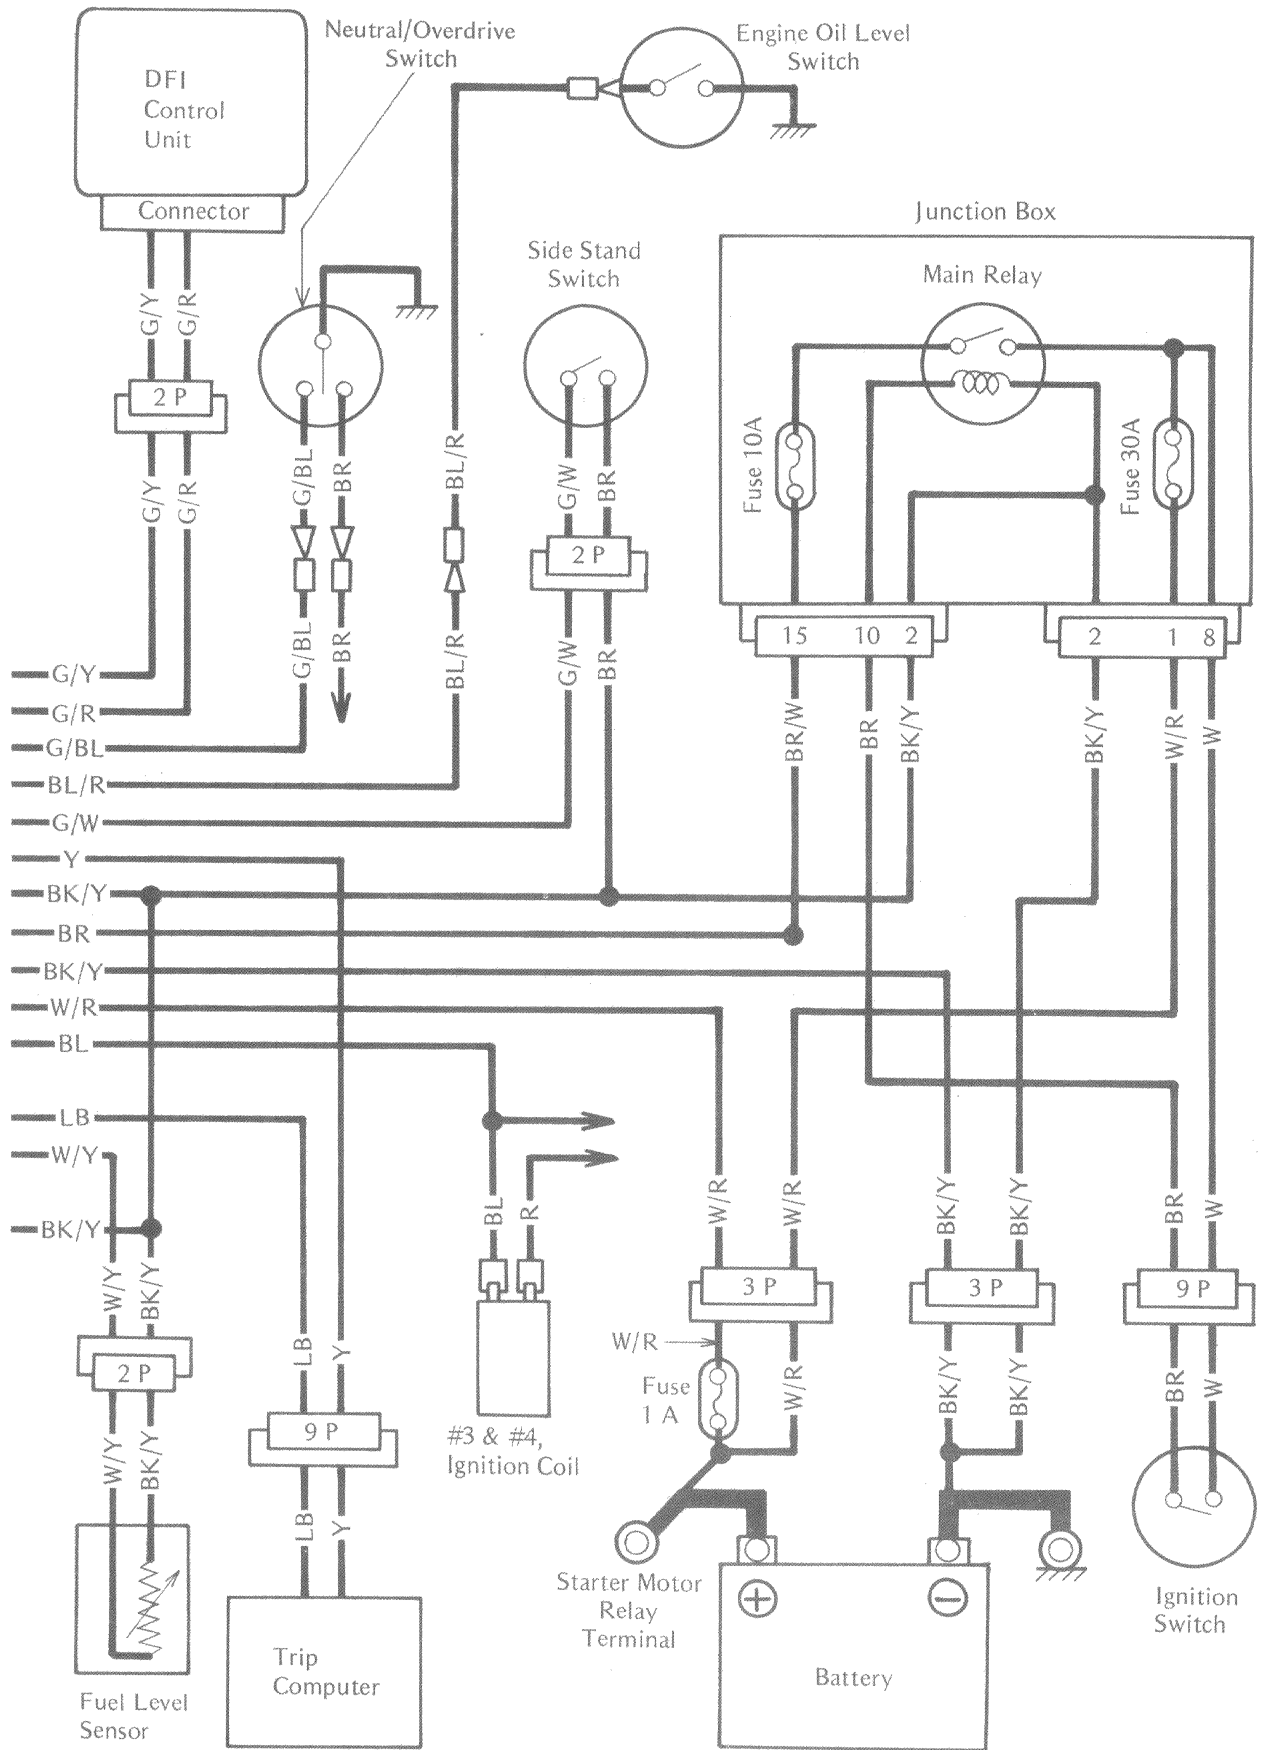 Neutral/Overdrive
Switch
Engine Oil Level
Switch
DFI
Control
Unit
Connector
Junction Box
Side Stand
Switch
Main Relay
G/Y
G/R
2 P
Fuse 10A
Fuse 30A
G/BL
BR
BL/R
G/W
BR
G/Y
G/R
2 P
15
10
2
2
1
8
G/BL
BR
BL/R
G/W
BR
G/Y
G/R
G/BL
BL/R
G/W
Y
BK/Y
BR
BK/Y
W/R
BL
LB
W/Y
BK/Y
BR/W
BR
BK/Y
BK/Y
W/R
W
BL
R
W/R
W/R
BK/Y
BK/Y
BR
W
W/Y
BK/Y
3 P
3 P
9 P
LB
Y
W/R
2 P
Fuse
1 A
W/R
BK/Y
BK/Y
BR
W
9 P
#3 & #4,
Ignition Coil
W/Y
BK/Y
LB
Y
Starter Motor
Relay
Terminal
+
−
Ignition
Switch
Battery
Trip
Computer
Fuel Level
Sensor